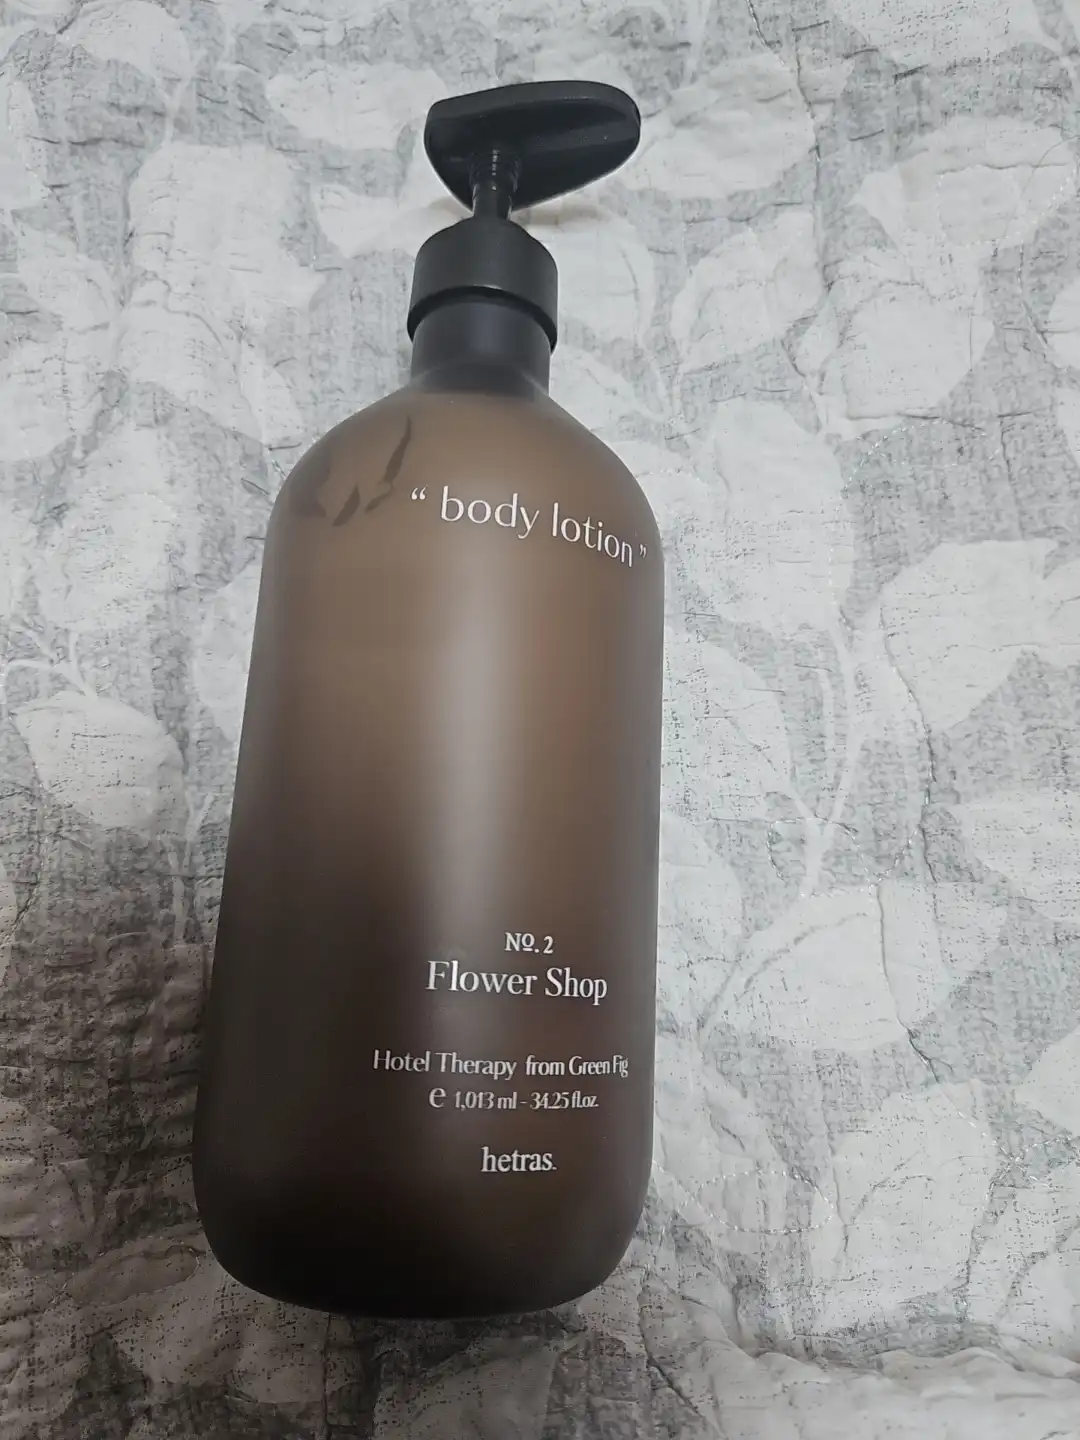 “ body lotion ”
Nº. 2
Flower Shop
Hotel Therapy from Green Fig
e 1,013 ml - 34.25 fl.oz.
hetras.